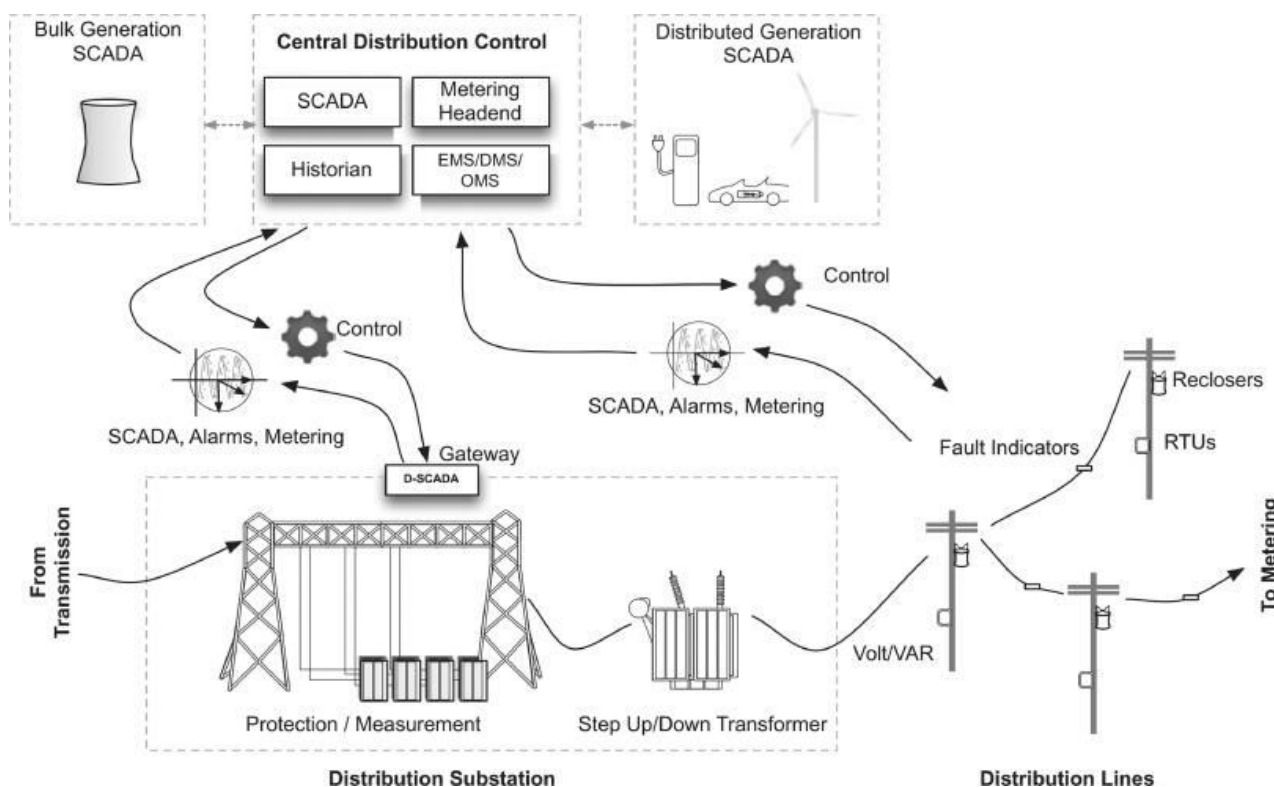 Bulk Generation
SCADA
Central Distribution Control
SCADA
Metering
Headend
Historian
EMS/DMS/
OMS
Distributed Generation
SCADA
Control
SCADA, Alarms, Metering
Control
SCADA, Alarms, Metering
Gateway
D-SCADA
From
Transmission
Protection / Measurement
Step Up/Down Transformer
Volt/VAR
Fault Indicators
Reclosers
RTUs
To Metering
Distribution Substation
Distribution Lines